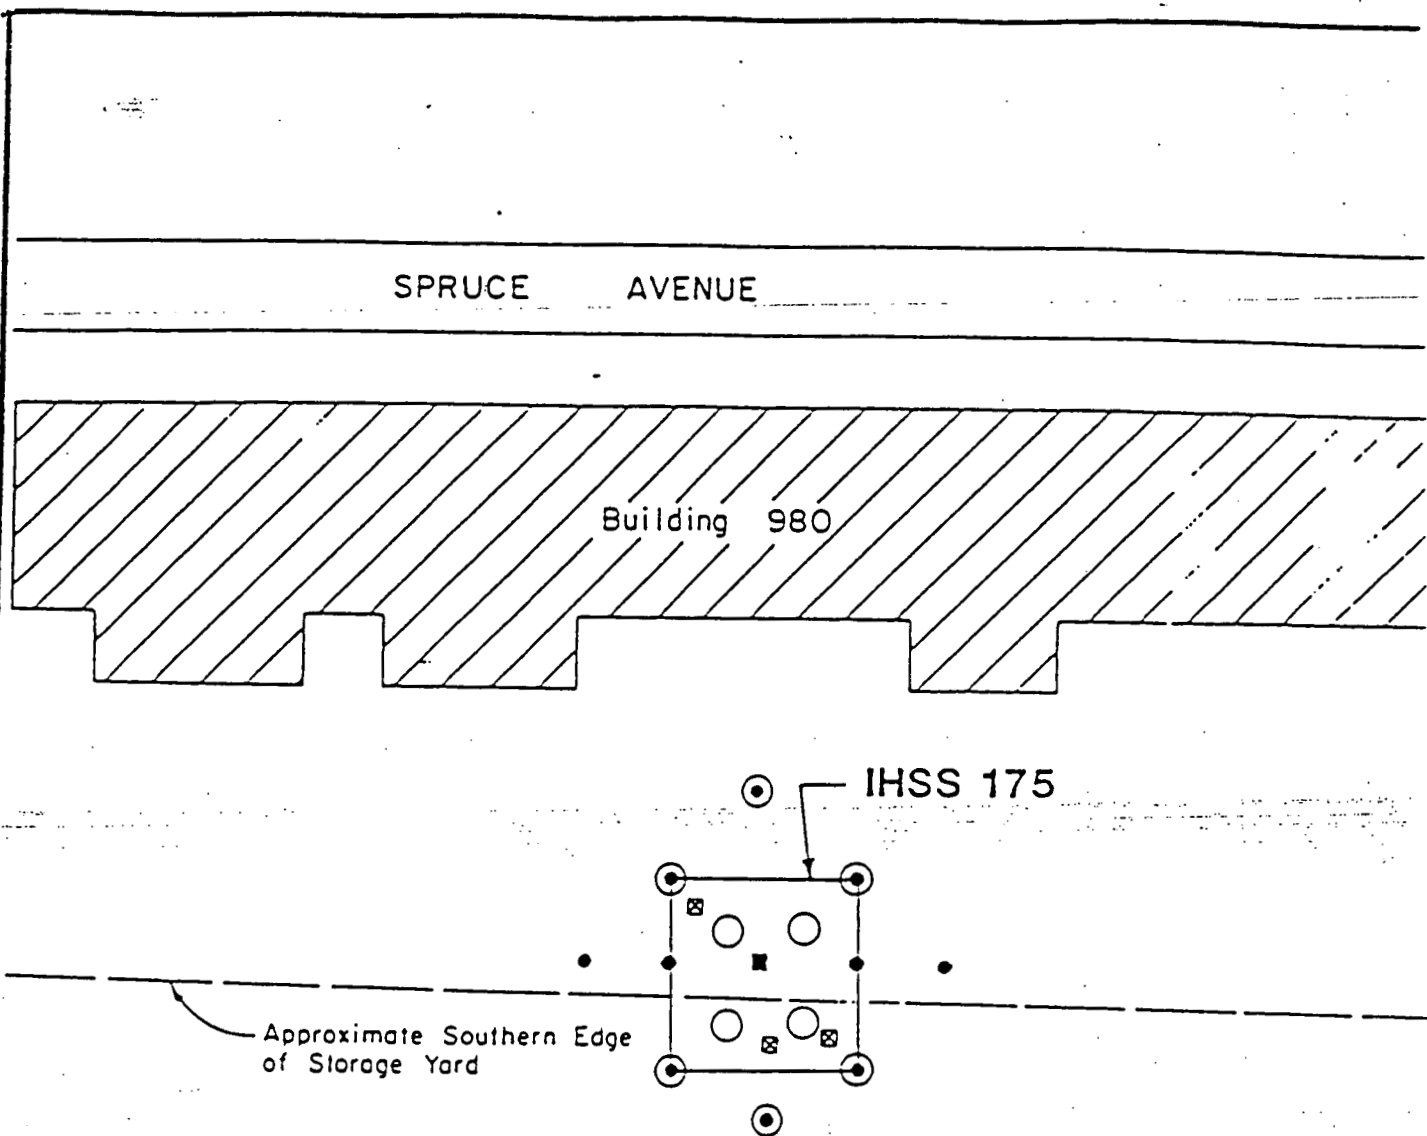 SPRUCE AVENUE
Building 980
IHSS 175
Approximate Southern Edge
of Storage Yard